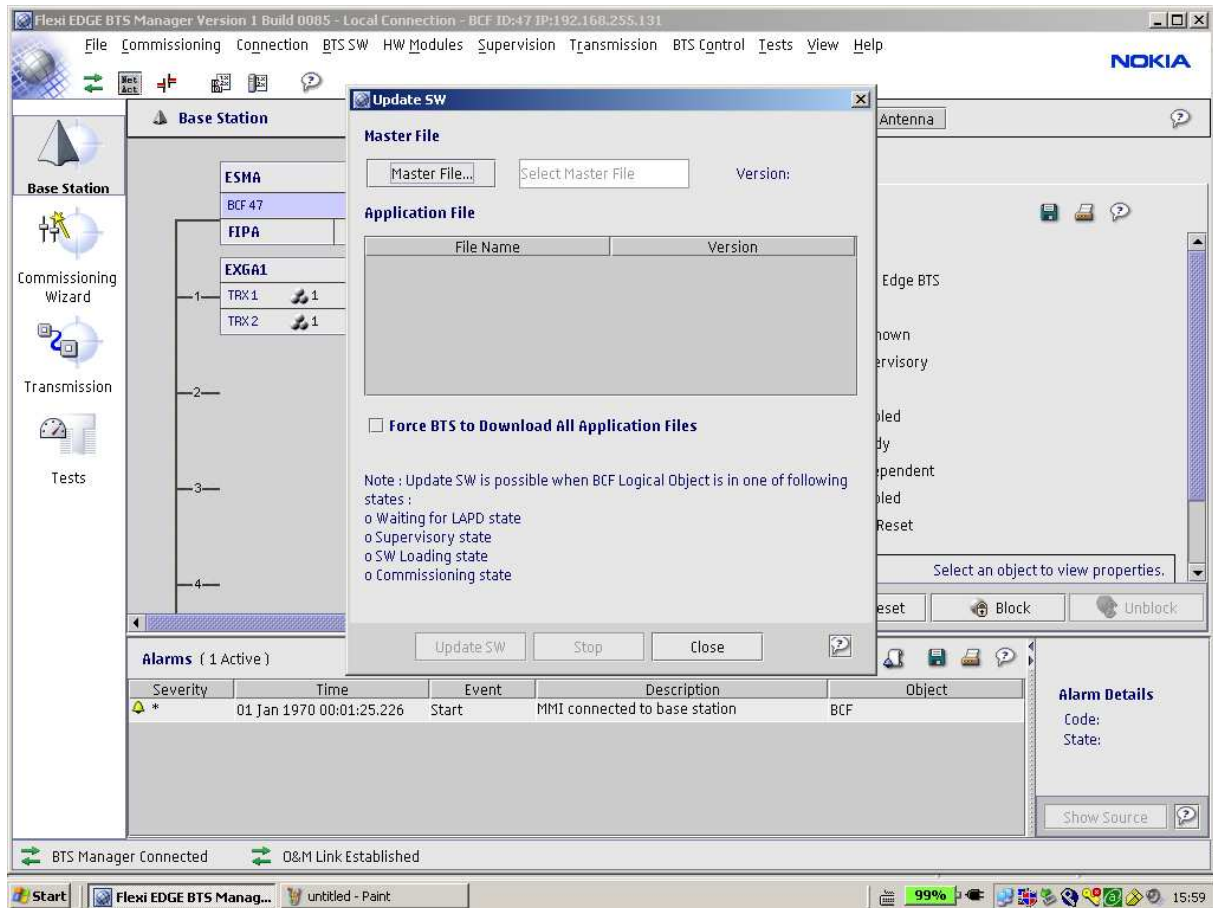 Flexi EDGE BTS Manager Version 1 Build 0085 - Local Connection - BCF ID:47 IP:192.168.255.131
File Commissioning Connection BTS SW HW Modules Supervision Transmission BTS Control Tests View Help
NOKIA
Net Act
Base Station
Antenna
Base Station
Commissioning Wizard
Transmission
Tests
ESMA
BCF 47
FIPA
EXGA1
1 TRX 1 1
TRX 2 1
2
3
4
Update SW
Master File
Master File... Select Master File Version:
Application File
File Name Version
Force BTS to Download All Application Files
Note : Update SW is possible when BCF Logical Object is in one of following
states :
o Waiting for LAPD state
o Supervisory state
o SW Loading state
o Commissioning state
Update SW Stop Close
Edge BTS
nown
ervisory
bled
dy
ependent
bled
Reset
Select an object to view properties.
eset Block Unblock
Alarms ( 1 Active )
Severity Time Event Description Object
* 01 Jan 1970 00:01:25.226 Start MMI connected to base station BCF
Alarm Details
Code:
State:
Show Source
BTS Manager Connected O&M Link Established
Start Flexi EDGE BTS Manag... untitled - Paint 99% 15:59